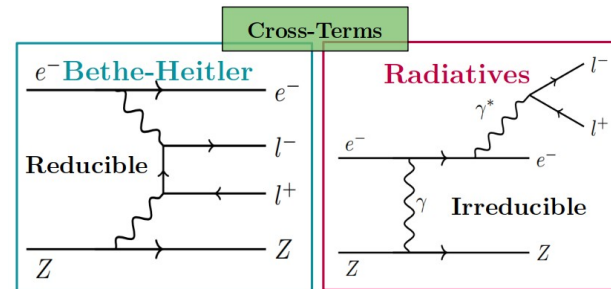 Cross-Terms
e⁻ Bethe-Heitler
e⁻
Reducible
l⁻
l⁺
Z
Z
Radiatives
l⁻
γ*
l⁺
e⁻
e⁻
γ
Irreducible
Z
Z